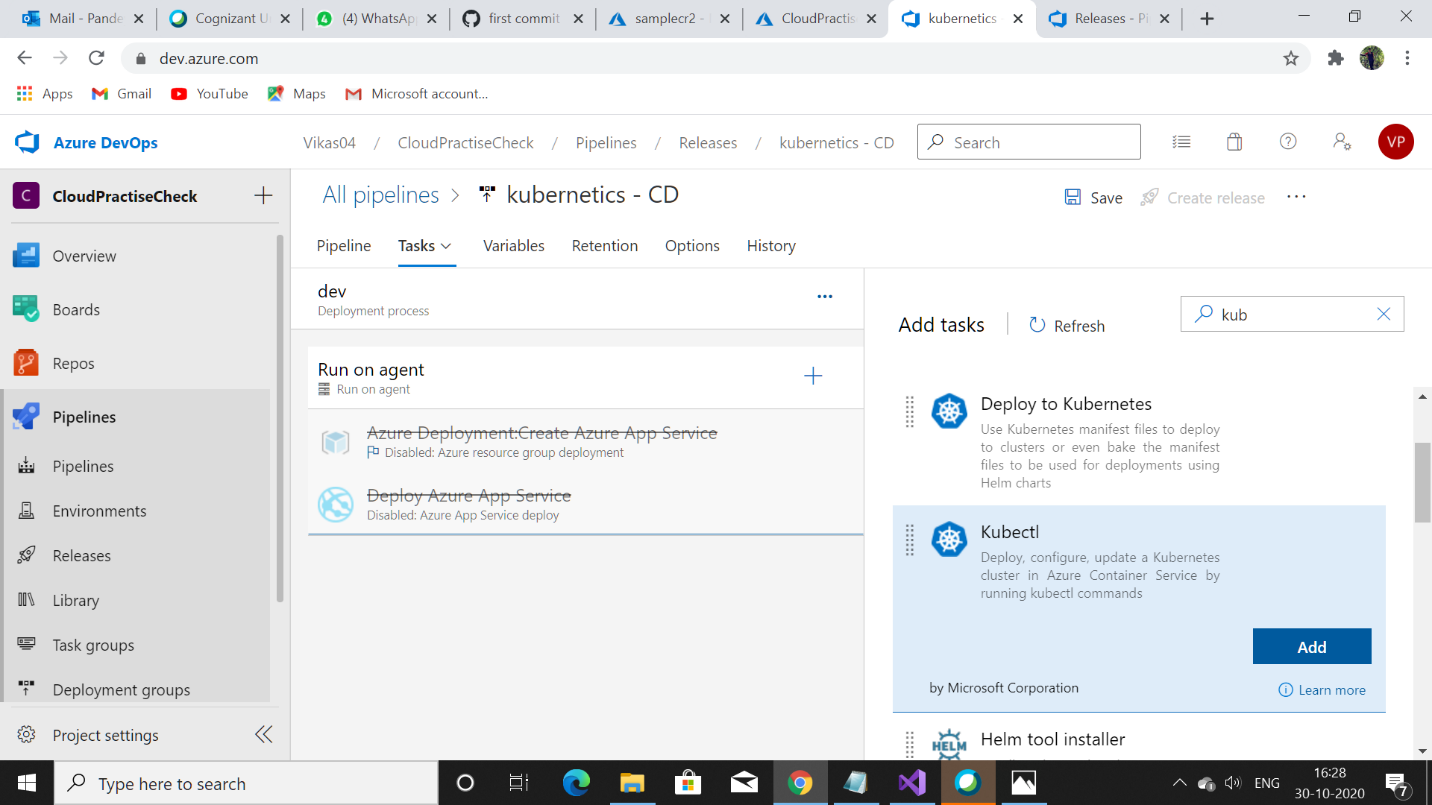 Mail - Pande
Cognizant U
(4) WhatsAp
first commit
samplecr2 -
CloudPractise
kubernetics
Releases - Pi
dev.azure.com
Apps
Gmail
YouTube
Maps
Microsoft account...
Azure DevOps
Vikas04 / CloudPractiseCheck / Pipelines / Releases / kubernetics - CD
Search
VP
C
CloudPractiseCheck
Overview
Boards
Repos
Pipelines
Pipelines
Environments
Releases
Library
Task groups
Deployment groups
Project settings
All pipelines > kubernetics - CD
Save
Create release
Pipeline
Tasks
Variables
Retention
Options
History
dev
Deployment process
Run on agent
Run on agent
Azure Deployment:Create Azure App Service
Disabled: Azure resource group deployment
Deploy Azure App Service
Disabled: Azure App Service deploy
Add tasks
Refresh
kub
Deploy to Kubernetes
Use Kubernetes manifest files to deploy
to clusters or even bake the manifest
files to be used for deployments using
Helm charts
Kubectl
Deploy, configure, update a Kubernetes
cluster in Azure Container Service by
running kubectl commands
Add
by Microsoft Corporation
Learn more
HELM
Helm tool installer
Type here to search
ENG
16:28
30-10-2020
7